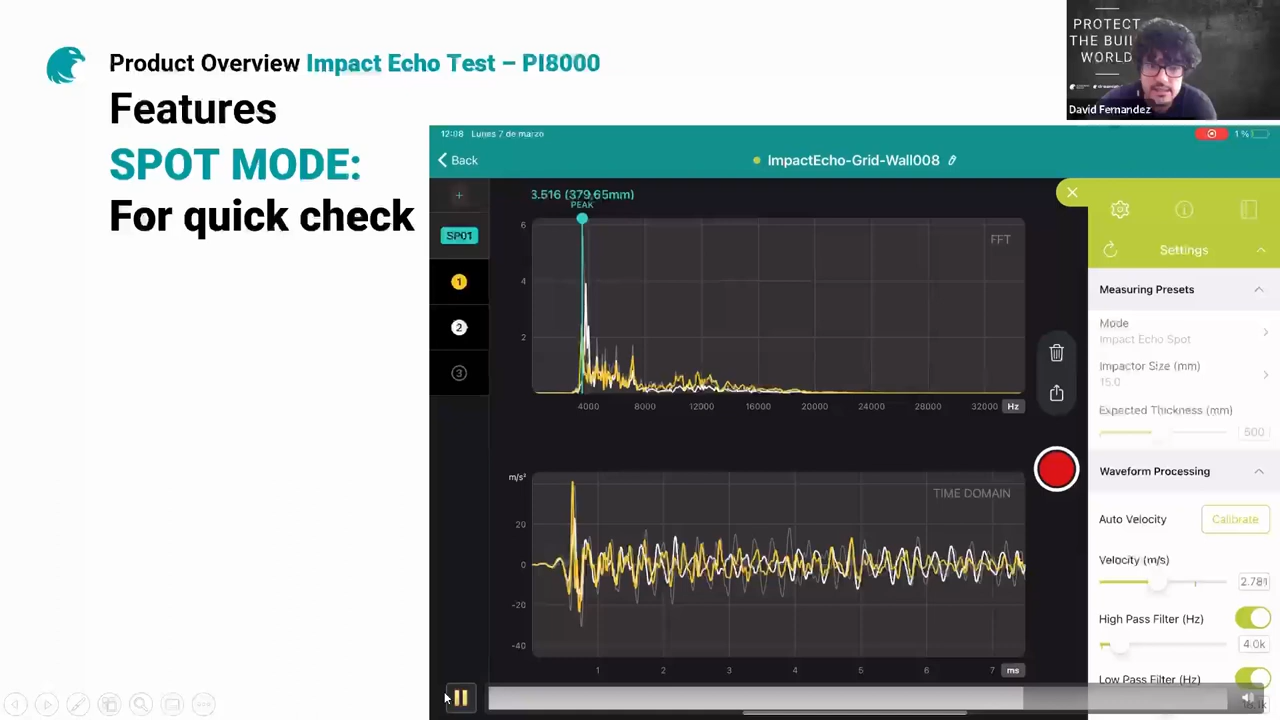 Product Overview Impact Echo Test – PI8000
Features
SPOT MODE:
For quick check
PROTECT
THE BUIL
WORLD
David Fernandez
12:08 Lunes 7 de marzo
1 %
Back
ImpactEcho-Grid-Wall008
+
SP01
1
2
3
3.516 (379,65mm)
PEAK
FFT
6
4
2
4000 8000 12000 16000 20000 24000 28000 32000 Hz
m/s²
TIME DOMAIN
20
0
-20
-40
1 2 3 4 5 6 7 ms
Settings
Measuring Presets
Mode
Impact Echo Spot
Impactor Size (mm)
15.0
Expected Thickness (mm)
500
Waveform Processing
Auto Velocity
Calibrate
Velocity (m/s)
2.781
High Pass Filter (Hz)
4.0k
Low Pass Filter (Hz)
18.1k